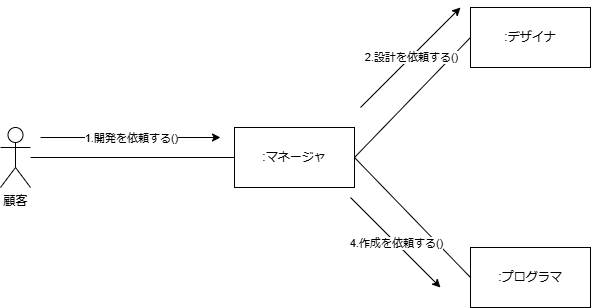 :デザイナ
2.設計を依頼する()
1.開発を依頼する()
:マネージャ
顧客
4.作成を依頼する()
:プログラマ